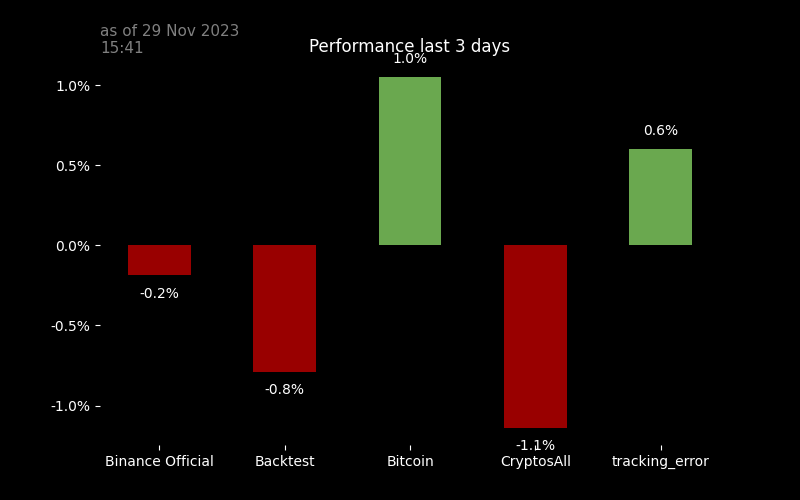 as of 29 Nov 2023
15:41
Performance last 3 days
1.0%
1.0%
0.6%
0.5%
0.0%
-0.2%
-0.5%
-0.8%
-1.0%
-1.1%
Binance Official
Backtest
Bitcoin
CryptosAll
tracking_error